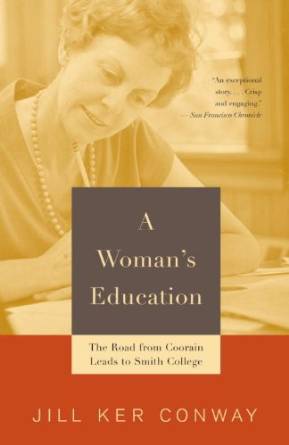 "An exceptional
story. . . . Crisp
and engaging."
— San Francisco Chronicle
A
Woman's
Education
The Road from Coorain
Leads to Smith College
JILL KER CONWAY